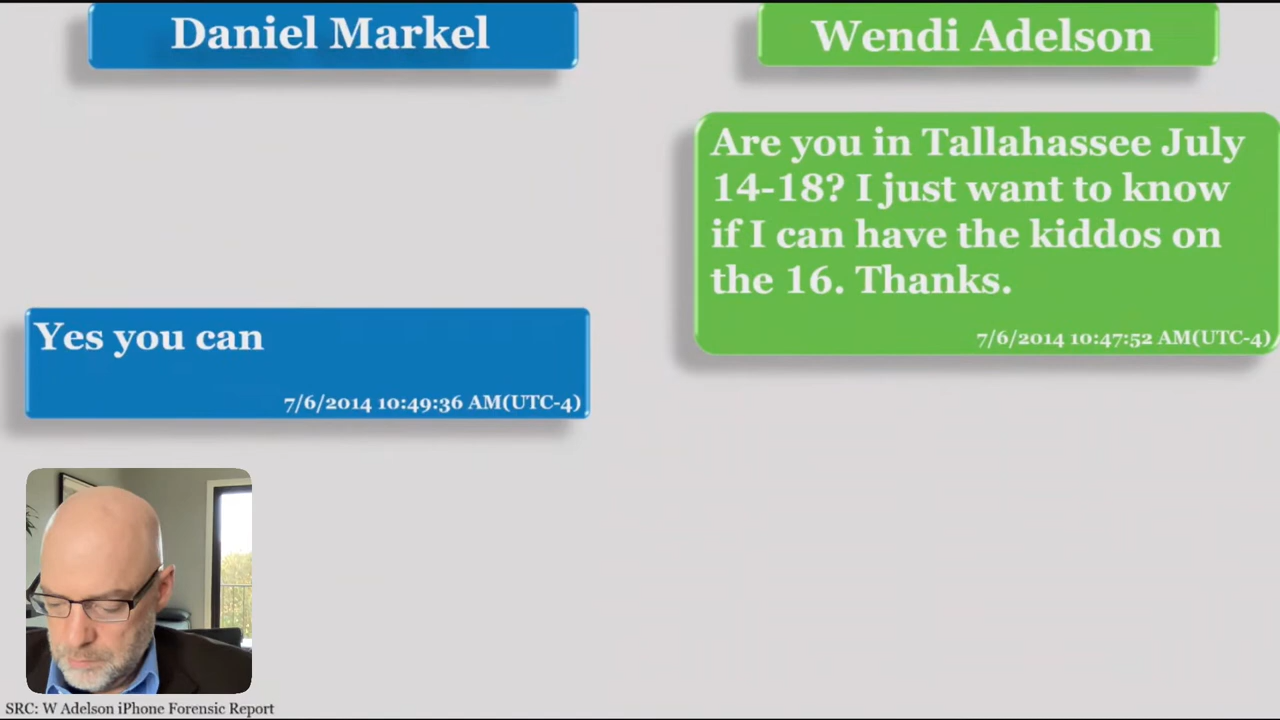 Daniel Markel
Wendi Adelson
Are you in Tallahassee July
14-18? I just want to know
if I can have the kiddos on
the 16. Thanks.
7/6/2014 10:47:52 AM(UTC-4)
Yes you can
7/6/2014 10:49:36 AM(UTC-4)
SRC: W Adelson iPhone Forensic Report